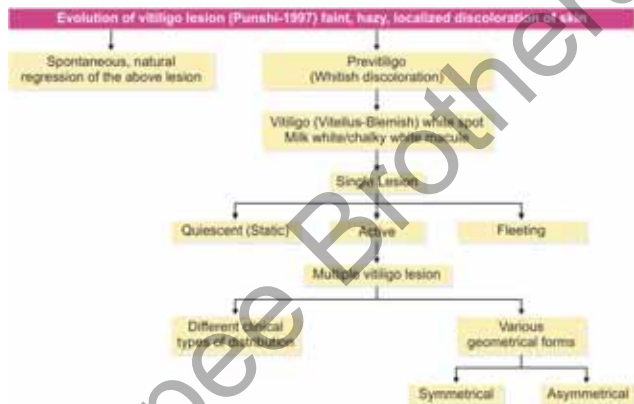 Evolution of vitiligo lesion (Punshi-1997) faint, hazy, localized discoloration of skin
Spontaneous, natural
regression of the above lesion
Previtiligo
(Whitish discoloration)
Vitiligo (Vitellus-Blemish) white spot
Milk white/chalky white macule
Single Lesion
Quiescent (Static)
Active
Fleeting
Multiple vitiligo lesion
Different clinical
types of distribution
Various
geometrical forms
Symmetrical
Asymmetrical
pee Brothers